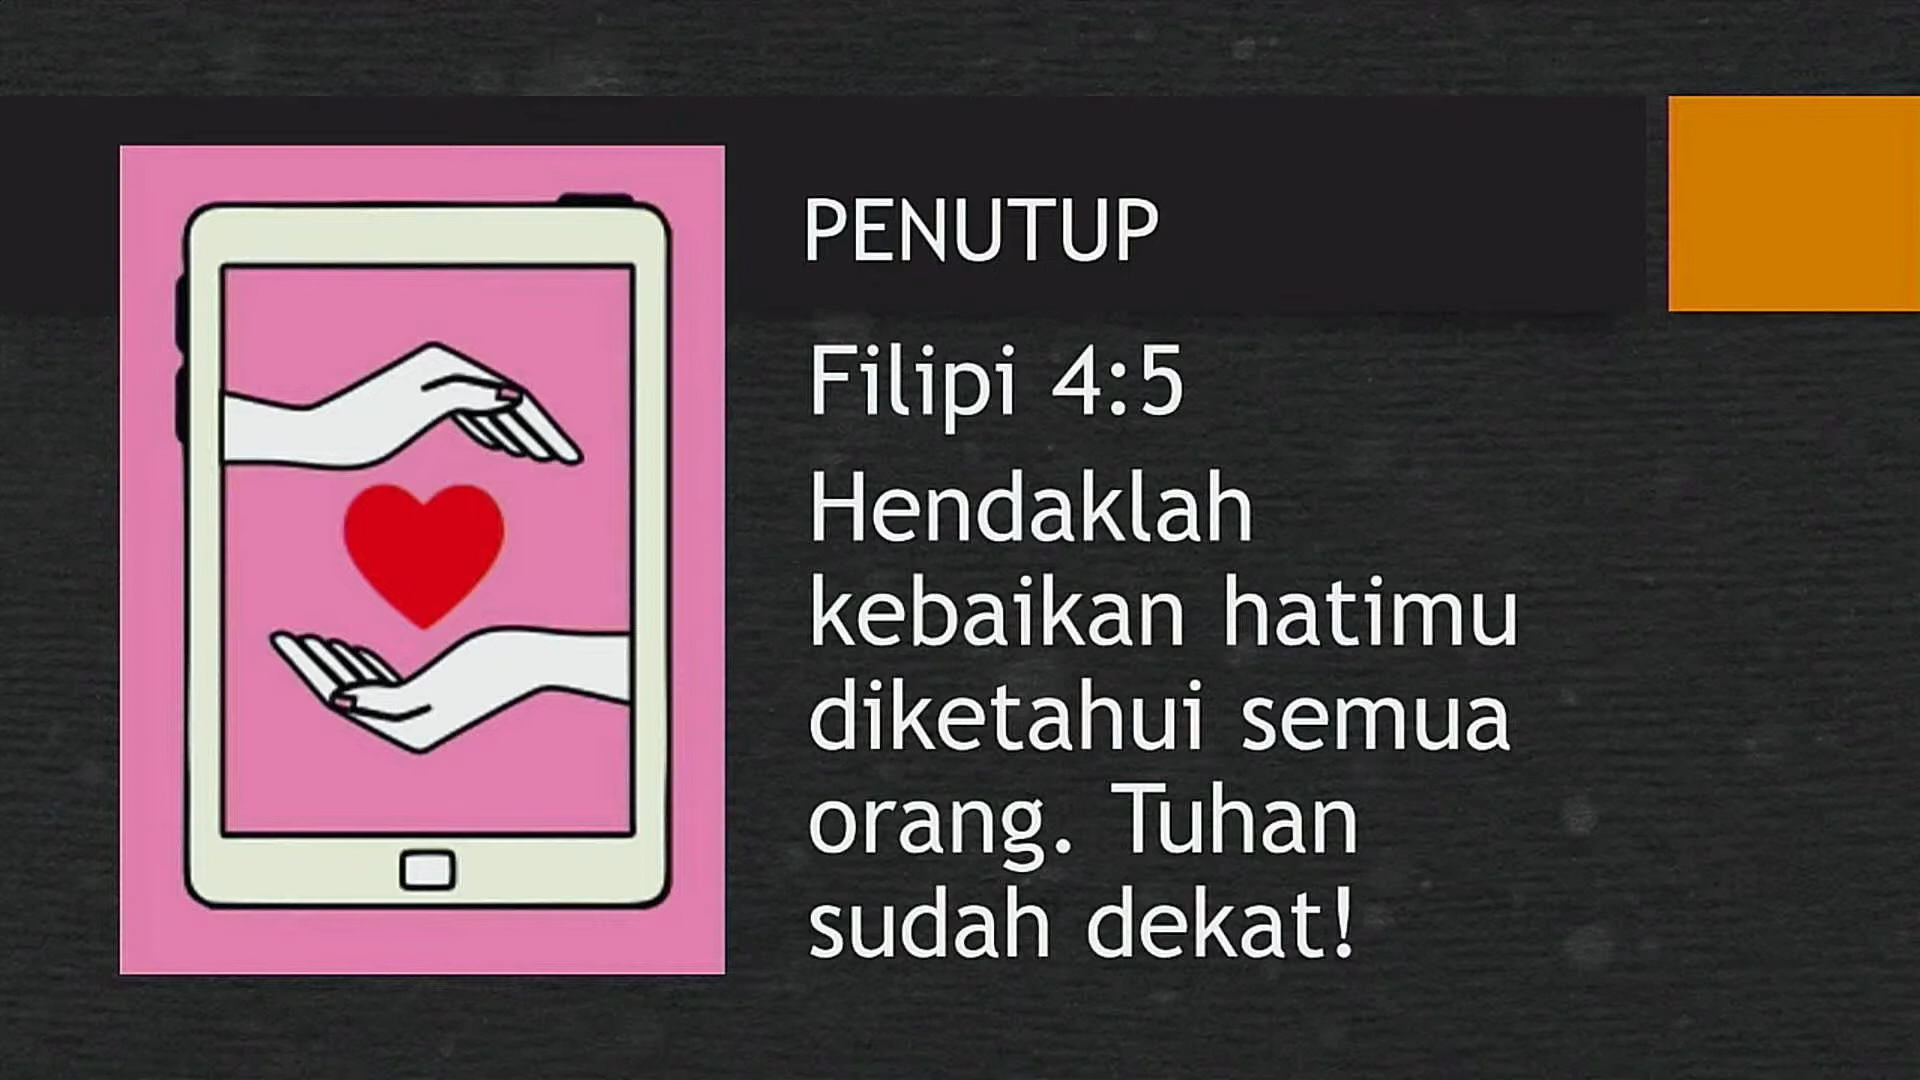 PENUTUP
Filipi 4:5
Hendaklah
kebaikan hatimu
diketahui semua
orang. Tuhan
sudah dekat!